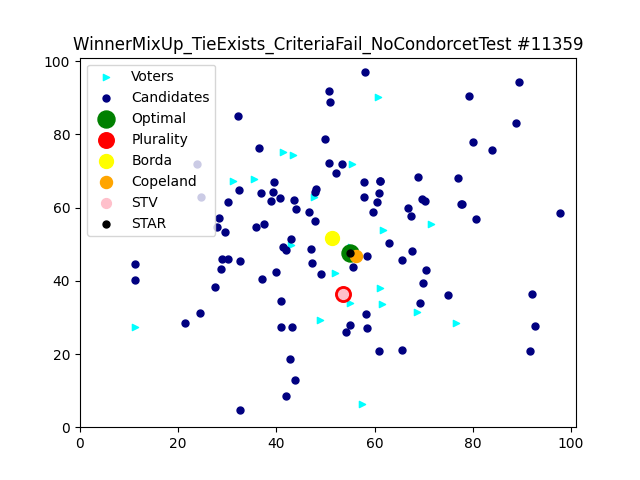 WinnerMixUp_TieExists_CriteriaFail_NoCondorcetTest #11359
100
80
60
40
20
0
Voters
Candidates
Optimal
Plurality
Borda
Copeland
STV
STAR
0 20 40 60 80 100